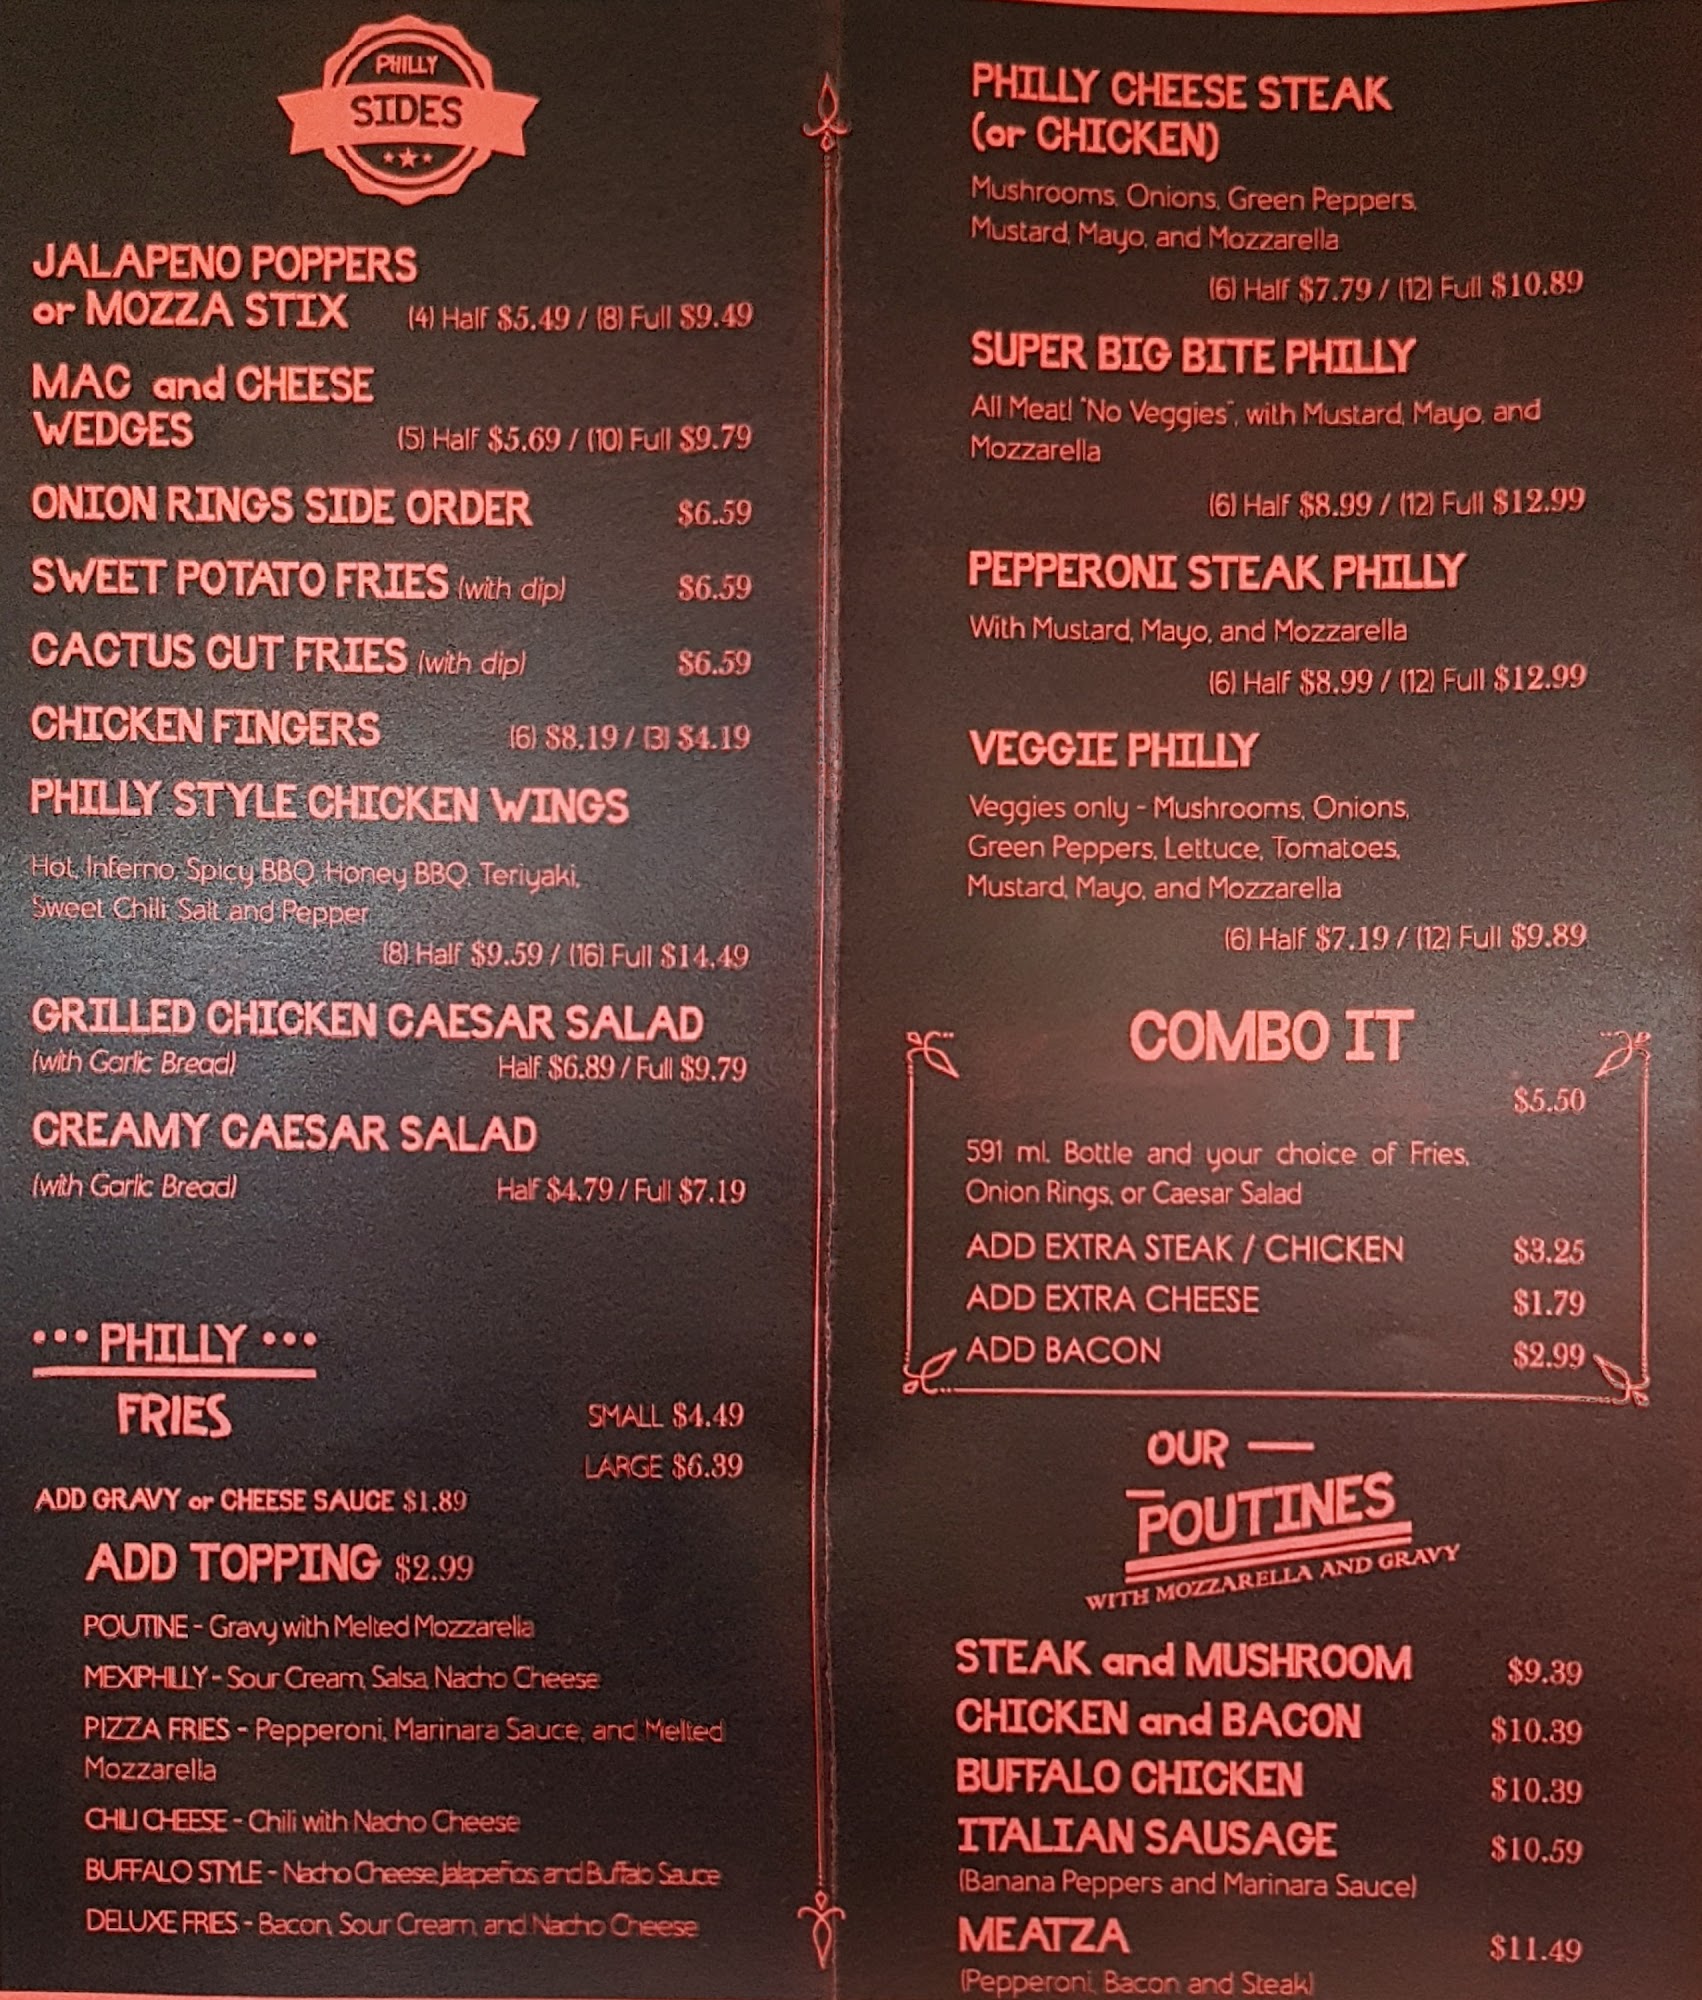 PHILLY
SIDES
JALAPENO POPPERS
or MOZZA STIX (4) Half $5.49 / (8) Full $9.49
MAC and CHEESE
WEDGES (5) Half $5.69 / (10) Full $9.79
ONION RINGS SIDE ORDER $6.59
SWEET POTATO FRIES (with dip) $6.59
CACTUS CUT FRIES (with dip) $6.59
CHICKEN FINGERS (6) $8.19 / (3) $4.19
PHILLY STYLE CHICKEN WINGS
Hot, Inferno, Spicy BBQ, Honey BBQ, Teriyaki,
Sweet Chili, Salt and Pepper
(8) Half $9.59 / (16) Full $14.49
GRILLED CHICKEN CAESAR SALAD
(with Garlic Bread) Half $6.89 / Full $9.79
CREAMY CAESAR SALAD
(with Garlic Bread) Half $4.79 / Full $7.19
PHILLY
FRIES
SMALL $4.49
LARGE $6.39
ADD GRAVY or CHEESE SAUCE $1.89
ADD TOPPING $2.99
POUTINE - Gravy with Melted Mozzarella
MEXIPHILLY - Sour Cream, Salsa, Nacho Cheese
PIZZA FRIES - Pepperoni, Marinara Sauce, and Melted
Mozzarella
CHILI CHEESE - Chili with Nacho Cheese
BUFFALO STYLE - Nacho Cheese, Jalapeños, and Buffalo Sauce
DELUXE FRIES - Bacon, Sour Cream, and Nacho Cheese
PHILLY CHEESE STEAK
(or CHICKEN)
Mushrooms, Onions, Green Peppers,
Mustard, Mayo, and Mozzarella
(6) Half $7.79 / (12) Full $10.89
SUPER BIG BITE PHILLY
All Meat! "No Veggies", with Mustard, Mayo, and
Mozzarella
(6) Half $8.99 / (12) Full $12.99
PEPPERONI STEAK PHILLY
With Mustard, Mayo, and Mozzarella
(6) Half $8.99 / (12) Full $12.99
VEGGIE PHILLY
Veggies only - Mushrooms, Onions,
Green Peppers, Lettuce, Tomatoes,
Mustard, Mayo, and Mozzarella
(6) Half $7.19 / (12) Full $9.89
COMBO IT
$5.50
591 ml. Bottle and your choice of Fries,
Onion Rings, or Caesar Salad
ADD EXTRA STEAK / CHICKEN $3.25
ADD EXTRA CHEESE $1.79
ADD BACON $2.99
OUR
POUTINES
WITH MOZZARELLA AND GRAVY
STEAK and MUSHROOM $9.39
CHICKEN and BACON $10.39
BUFFALO CHICKEN $10.39
ITALIAN SAUSAGE $10.59
(Banana Peppers and Marinara Sauce)
MEATZA $11.49
(Pepperoni, Bacon and Steak)